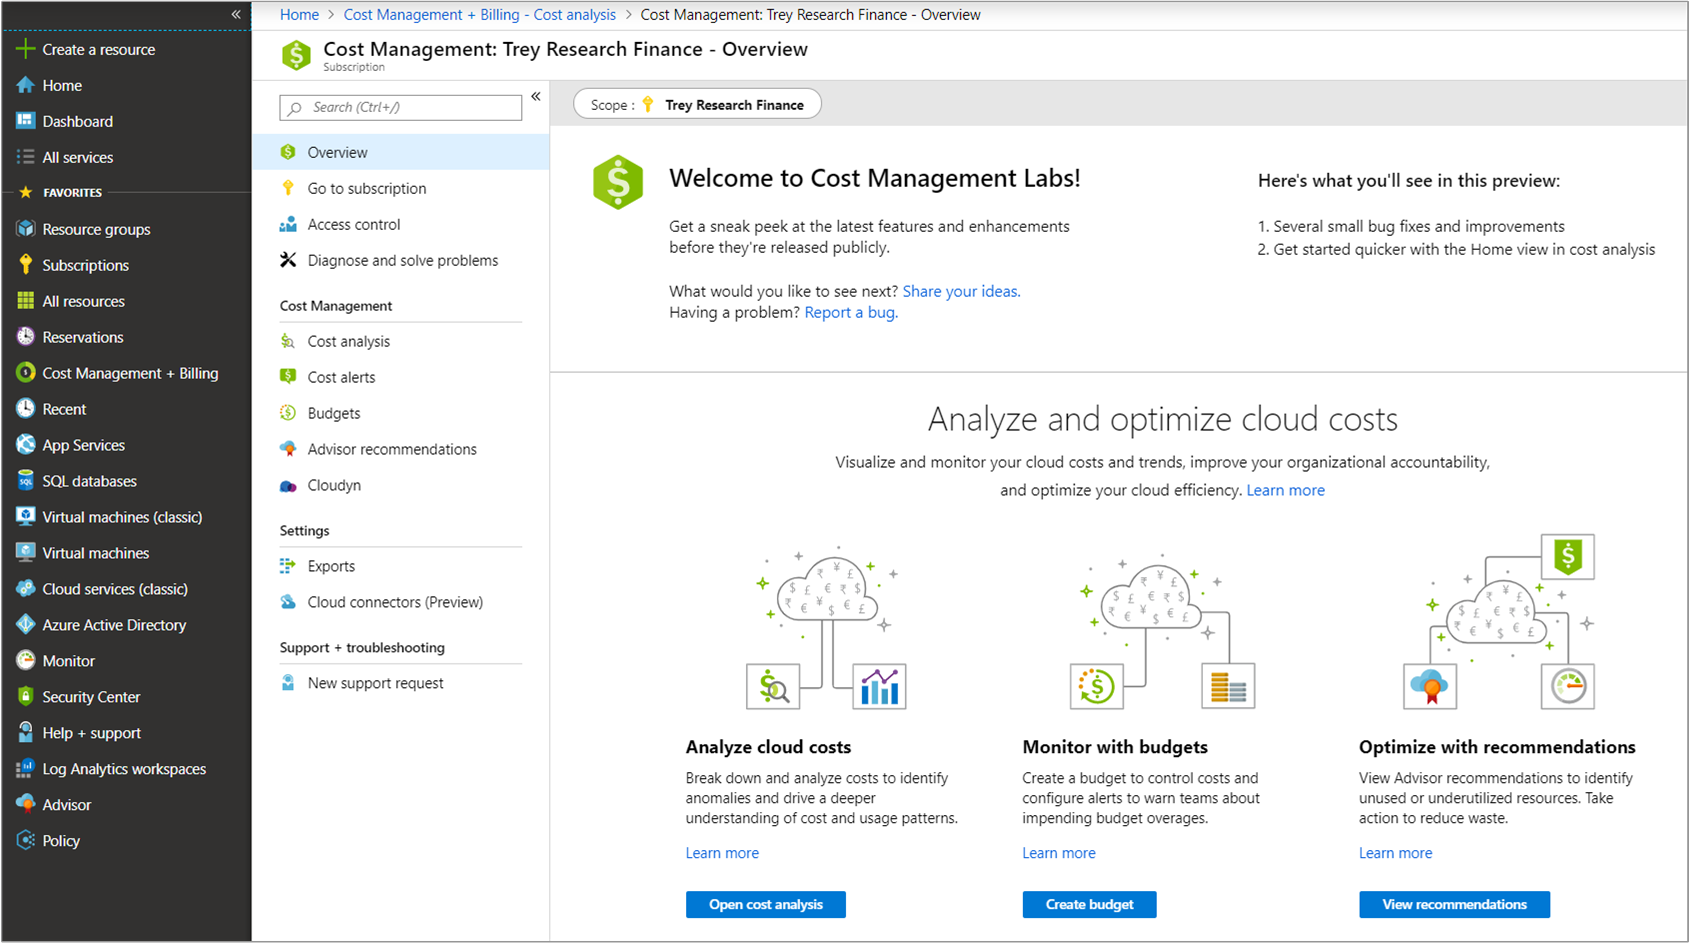 «
Home > Cost Management + Billing - Cost analysis > Cost Management: Trey Research Finance - Overview
Create a resource
Home
Dashboard
All services
FAVORITES
Resource groups
Subscriptions
All resources
Reservations
Cost Management + Billing
Recent
App Services
SQL databases
Virtual machines (classic)
Virtual machines
Cloud services (classic)
Azure Active Directory
Monitor
Security Center
Help + support
Log Analytics workspaces
Advisor
Policy
Cost Management: Trey Research Finance - Overview
Subscription
Search (Ctrl+/)
«
Overview
Go to subscription
Access control
Diagnose and solve problems
Cost Management
Cost analysis
Cost alerts
Budgets
Advisor recommendations
Cloudyn
Settings
Exports
Cloud connectors (Preview)
Support + troubleshooting
New support request
Scope : Trey Research Finance
Welcome to Cost Management Labs!
Get a sneak peek at the latest features and enhancements
before they're released publicly.
What would you like to see next? Share your ideas.
Having a problem? Report a bug.
Here's what you'll see in this preview:
1. Several small bug fixes and improvements
2. Get started quicker with the Home view in cost analysis
Analyze and optimize cloud costs
Visualize and monitor your cloud costs and trends, improve your organizational accountability,
and optimize your cloud efficiency. Learn more
Analyze cloud costs
Break down and analyze costs to identify
anomalies and drive a deeper
understanding of cost and usage patterns.
Learn more
Open cost analysis
Monitor with budgets
Create a budget to control costs and
configure alerts to warn teams about
impending budget overages.
Learn more
Create budget
Optimize with recommendations
View Advisor recommendations to identify
unused or underutilized resources. Take
action to reduce waste.
Learn more
View recommendations